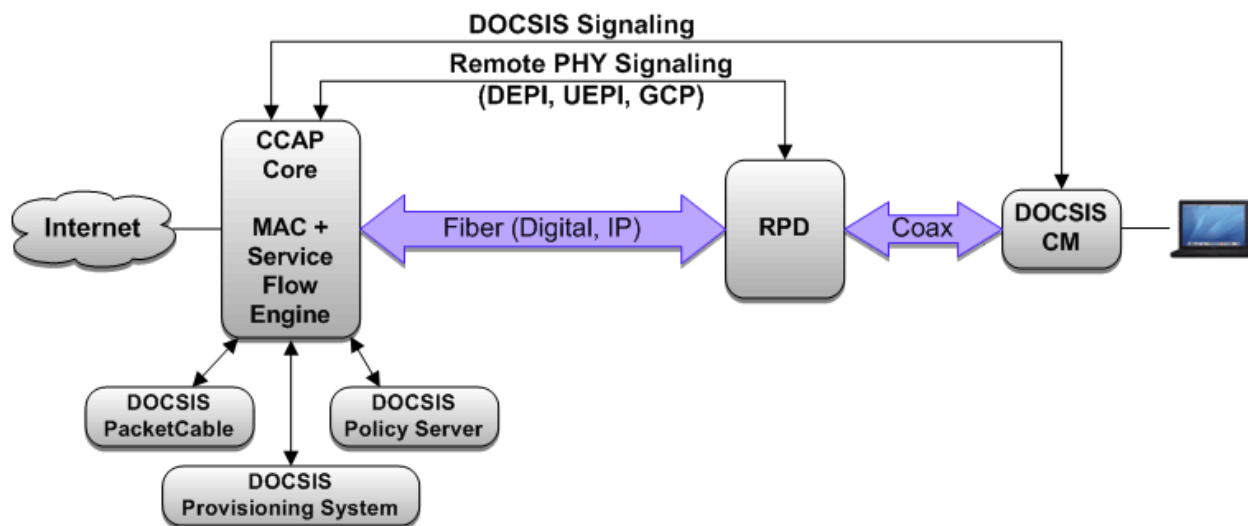 DOCSIS Signaling
Remote PHY Signaling
(DEPI, UEPI, GCP)
CCAP
Core
MAC +
Service
Flow
Engine
Internet
Fiber (Digital, IP)
RPD
Coax
DOCSIS
CM
DOCSIS
PacketCable
DOCSIS
Policy Server
DOCSIS
Provisioning System